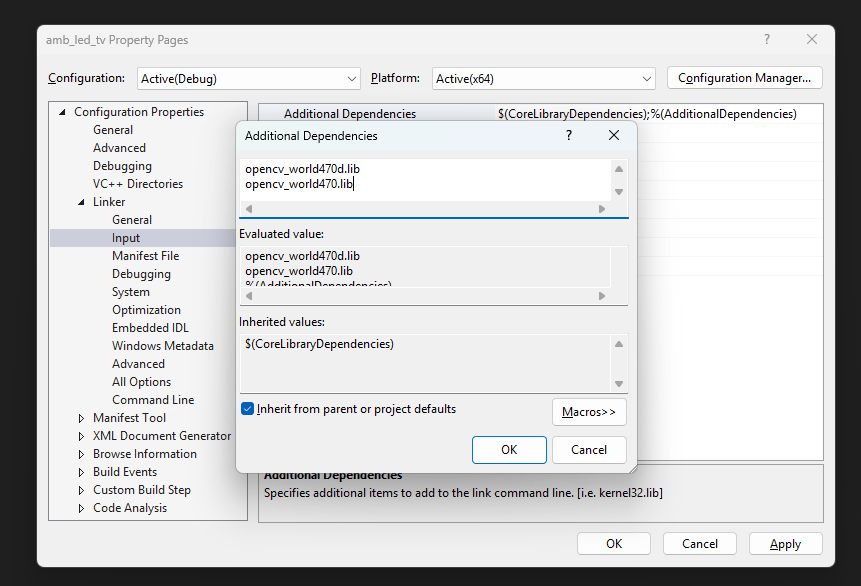 amb_led_tv Property Pages
?
Configuration: Active(Debug) Platform: Active(x64) Configuration Manager...
Configuration Properties
General
Advanced
Debugging
VC++ Directories
Linker
General
Input
Manifest File
Debugging
System
Optimization
Embedded IDL
Windows Metadata
Advanced
All Options
Command Line
Manifest Tool
XML Document Generator
Browse Information
Build Events
Custom Build Step
Code Analysis
Additional Dependencies $(CoreLibraryDependencies);%(AdditionalDependencies)
Additional Dependencies
?
opencv_world470d.lib
opencv_world470.lib
Evaluated value:
opencv_world470d.lib
opencv_world470.lib
%(AdditionalDependencies)
Inherited values:
$(CoreLibraryDependencies)
Inherit from parent or project defaults
Macros>>
OK Cancel
Additional Dependencies
Specifies additional items to add to the link command line. [i.e. kernel32.lib]
OK Cancel Apply